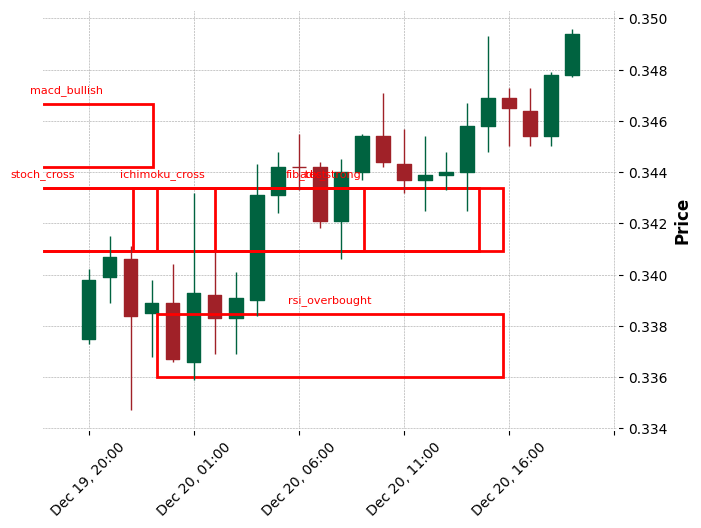 0.350
macd_bullish
0.348
0.346
stoch_cross
ichimoku_cross
0.344
0.342
Price
0.340
rsi_overbought
0.338
0.336
0.334
Dec 19, 20:00
Dec 20, 01:00
Dec 20, 06:00
Dec 20, 11:00
Dec 20, 16:00